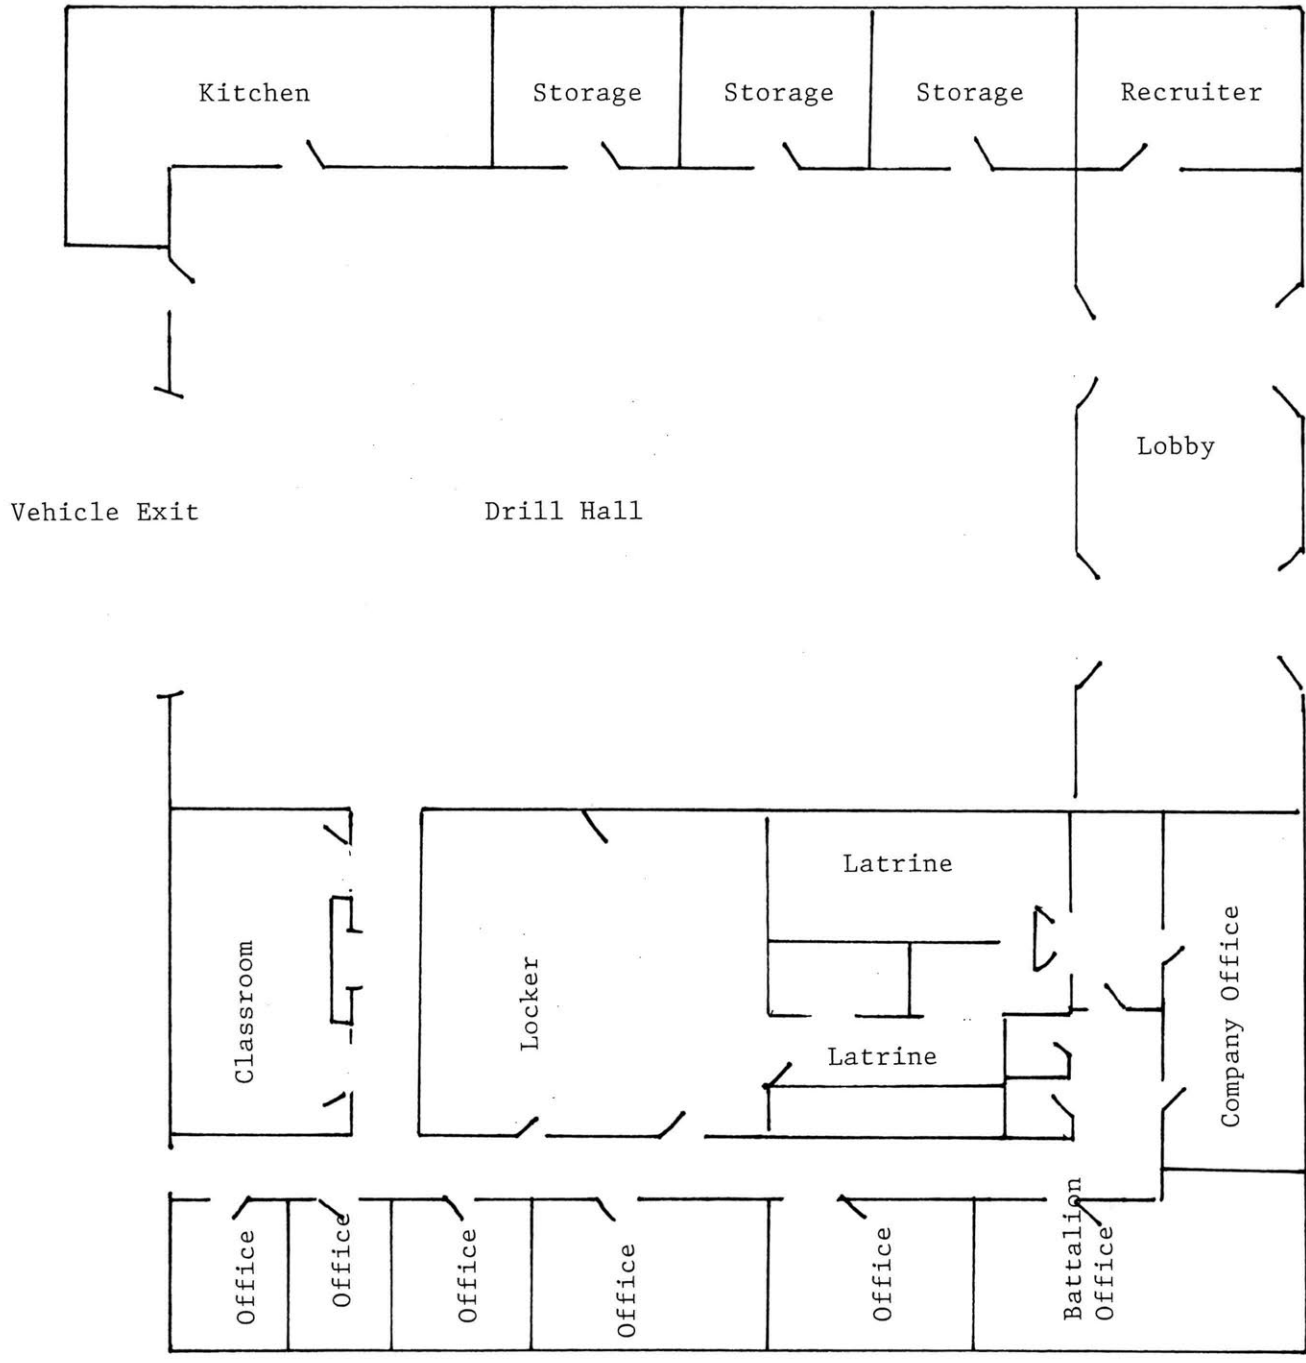 Kitchen
Storage
Storage
Storage
Recruiter
Lobby
Vehicle Exit
Drill Hall
Latrine
Classroom
Locker
Latrine
Company Office
Office
Office
Office
Office
Office
Battalion
Office